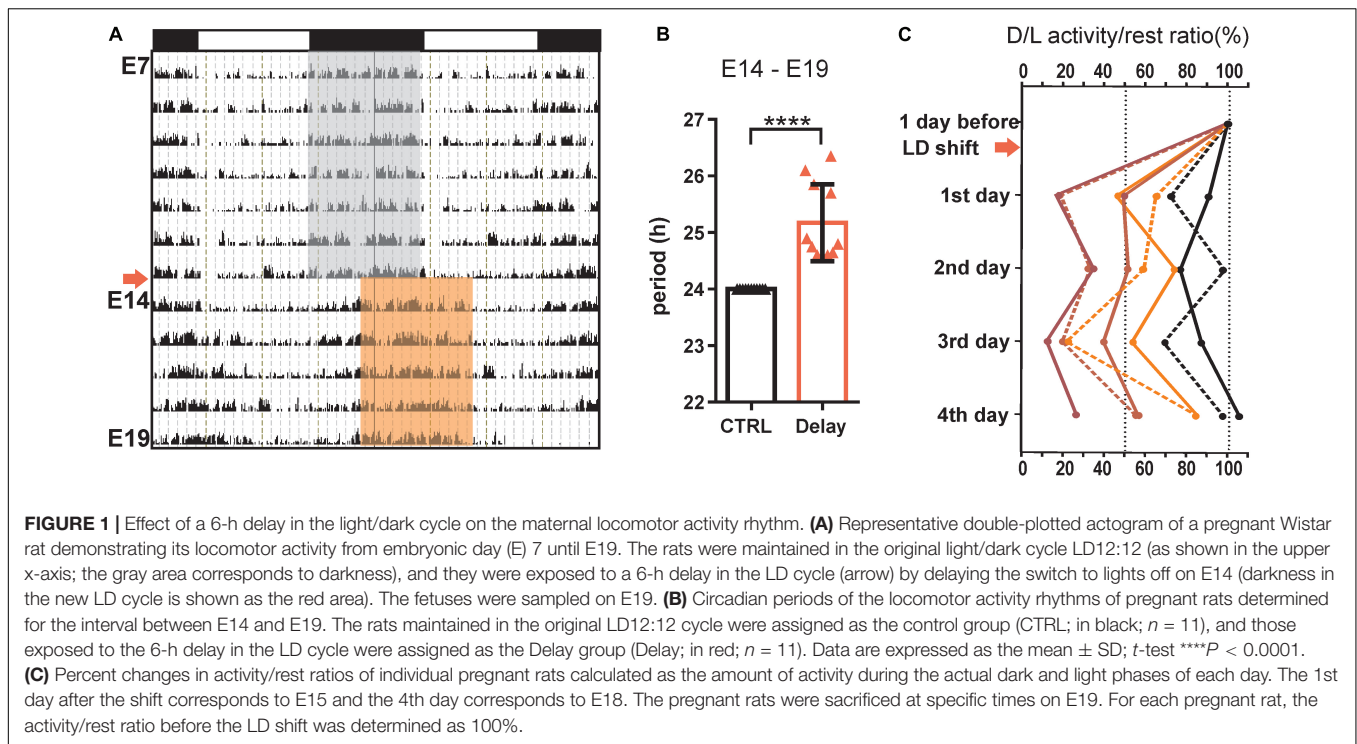 A
E7
E14
E19
B
E14 - E19
****
period (h)
27
26
25
24
23
22
CTRL
Delay
C
D/L activity/rest ratio(%)
0 20 40 60 80 100
1 day before
LD shift
1st day
2nd day
3rd day
4th day
0 20 40 60 80 100
FIGURE 1 | Effect of a 6-h delay in the light/dark cycle on the maternal locomotor activity rhythm. (A) Representative double-plotted actogram of a pregnant Wistar
rat demonstrating its locomotor activity from embryonic day (E) 7 until E19. The rats were maintained in the original light/dark cycle LD12:12 (as shown in the upper
x-axis; the gray area corresponds to darkness), and they were exposed to a 6-h delay in the LD cycle (arrow) by delaying the switch to lights off on E14 (darkness in
the new LD cycle is shown as the red area). The fetuses were sampled on E19. (B) Circadian periods of the locomotor activity rhythms of pregnant rats determined
for the interval between E14 and E19. The rats maintained in the original LD12:12 cycle were assigned as the control group (CTRL; in black; n = 11), and those
exposed to the 6-h delay in the LD cycle were assigned as the Delay group (Delay; in red; n = 11). Data are expressed as the mean ± SD; t-test ****P < 0.0001.
(C) Percent changes in activity/rest ratios of individual pregnant rats calculated as the amount of activity during the actual dark and light phases of each day. The 1st
day after the shift corresponds to E15 and the 4th day corresponds to E18. The pregnant rats were sacrificed at specific times on E19. For each pregnant rat, the
activity/rest ratio before the LD shift was determined as 100%.